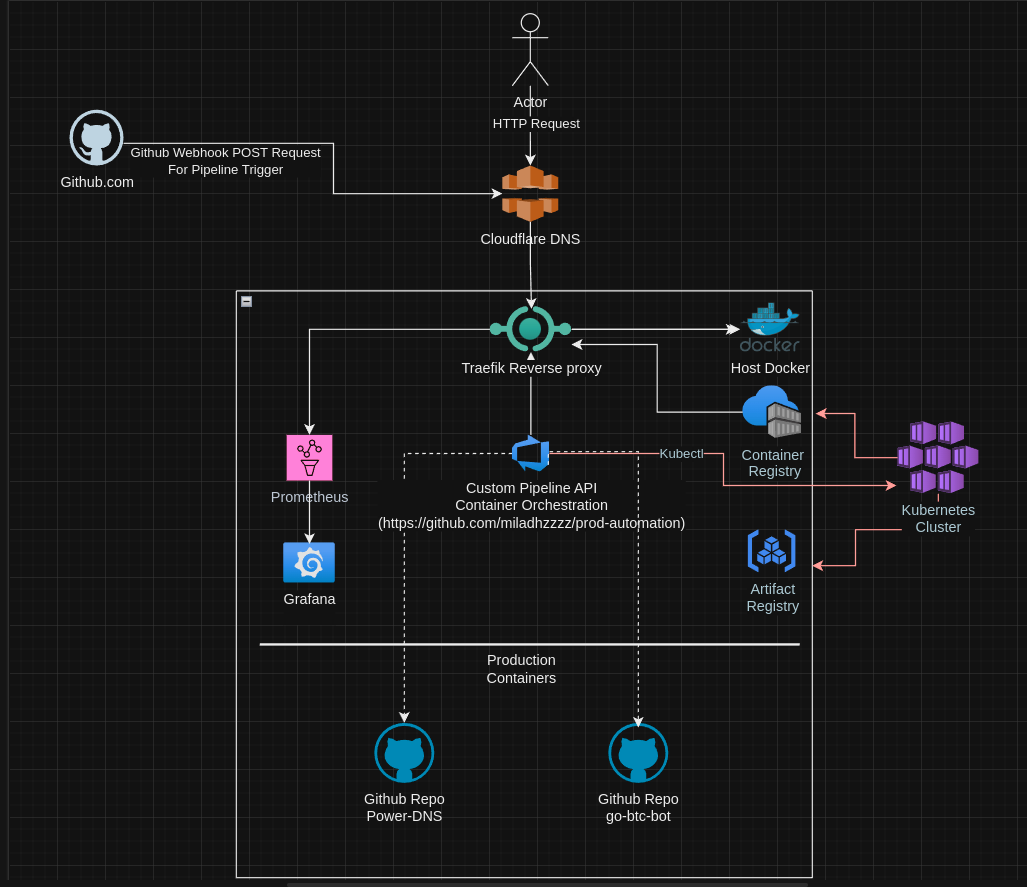 Actor
HTTP Request
Github Webhook POST Request
For Pipeline Trigger
Github.com
Cloudflare DNS
docker
Traefik Reverse proxy
Host Docker
Kubectl
Container
Registry
Prometheus
Custom Pipeline API
Container Orchestration
(https://github.com/miladhzzzz/prod-automation)
Kubernetes
Cluster
Grafana
Artifact
Registry
Production
Containers
Github Repo
Power-DNS
Github Repo
go-btc-bot